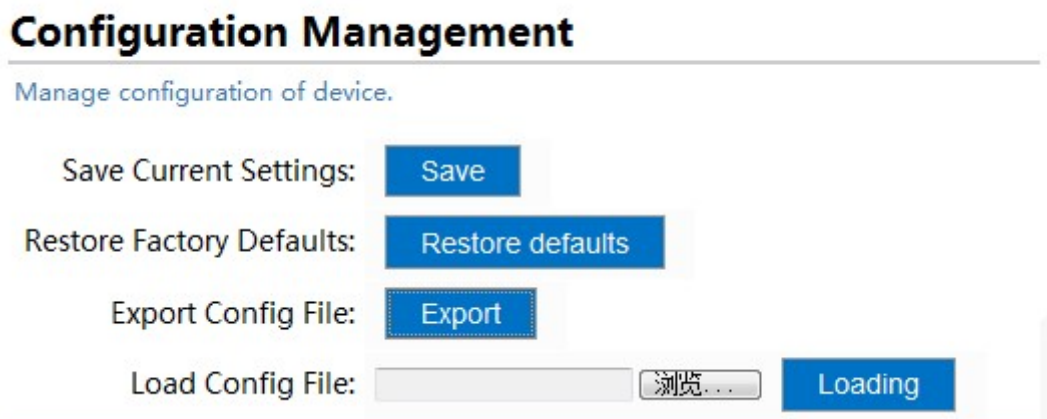 Configuration Management
Manage configuration of device.
Save Current Settings: Save
Restore Factory Defaults: Restore defaults
Export Config File: Export
Load Config File: 浏览... Loading